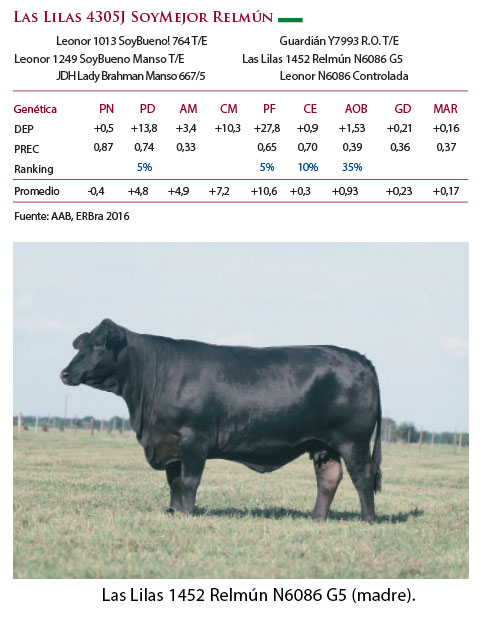 Las Lilas 4305J SoyMejor Relmún
Leonor 1013 SoyBueno! 764 T/E Guardián Y7993 R.O. T/E
Leonor 1249 SoyBueno Manso T/E Las Lilas 1452 Relmún N6086 G5
JDH Lady Brahman Manso 667/5 Leonor N6086 Controlada
Genética PN PD AM CM PF CE AOB GD MAR
DEP +0,5 +13,8 +3,4 +10,3 +27,8 +0,9 +1,53 +0,21 +0,16
PREC 0,87 0,74 0,33 0,65 0,70 0,39 0,36 0,37
Ranking 5% 5% 10% 35%
Promedio -0,4 +4,8 +4,9 +7,2 +10,6 +0,3 +0,93 +0,23 +0,17
Fuente: AAB, ERBra 2016
Las Lilas 1452 Relmún N6086 G5 (madre).